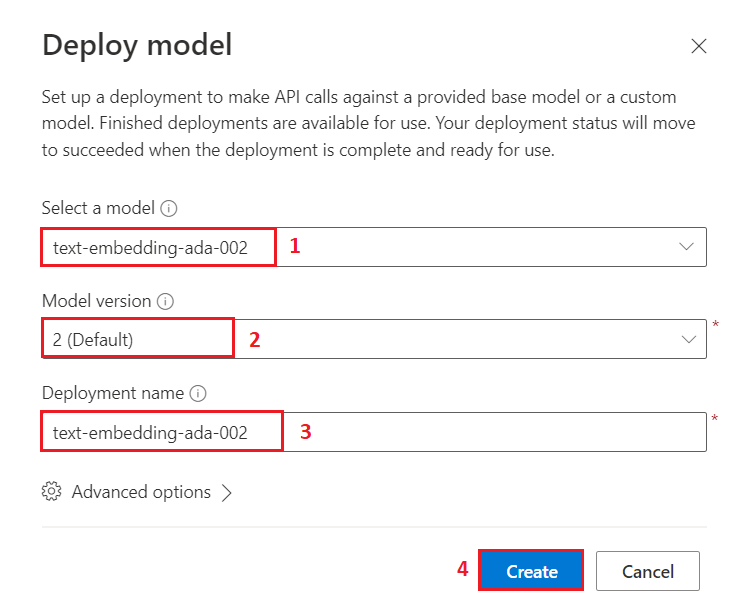 Deploy model
Set up a deployment to make API calls against a provided base model or a custom
model. Finished deployments are available for use. Your deployment status will move
to succeeded when the deployment is complete and ready for use.
Select a model
text-embedding-ada-002 1
Model version
2 (Default) 2 *
Deployment name
text-embedding-ada-002 3 *
Advanced options
4 Create Cancel